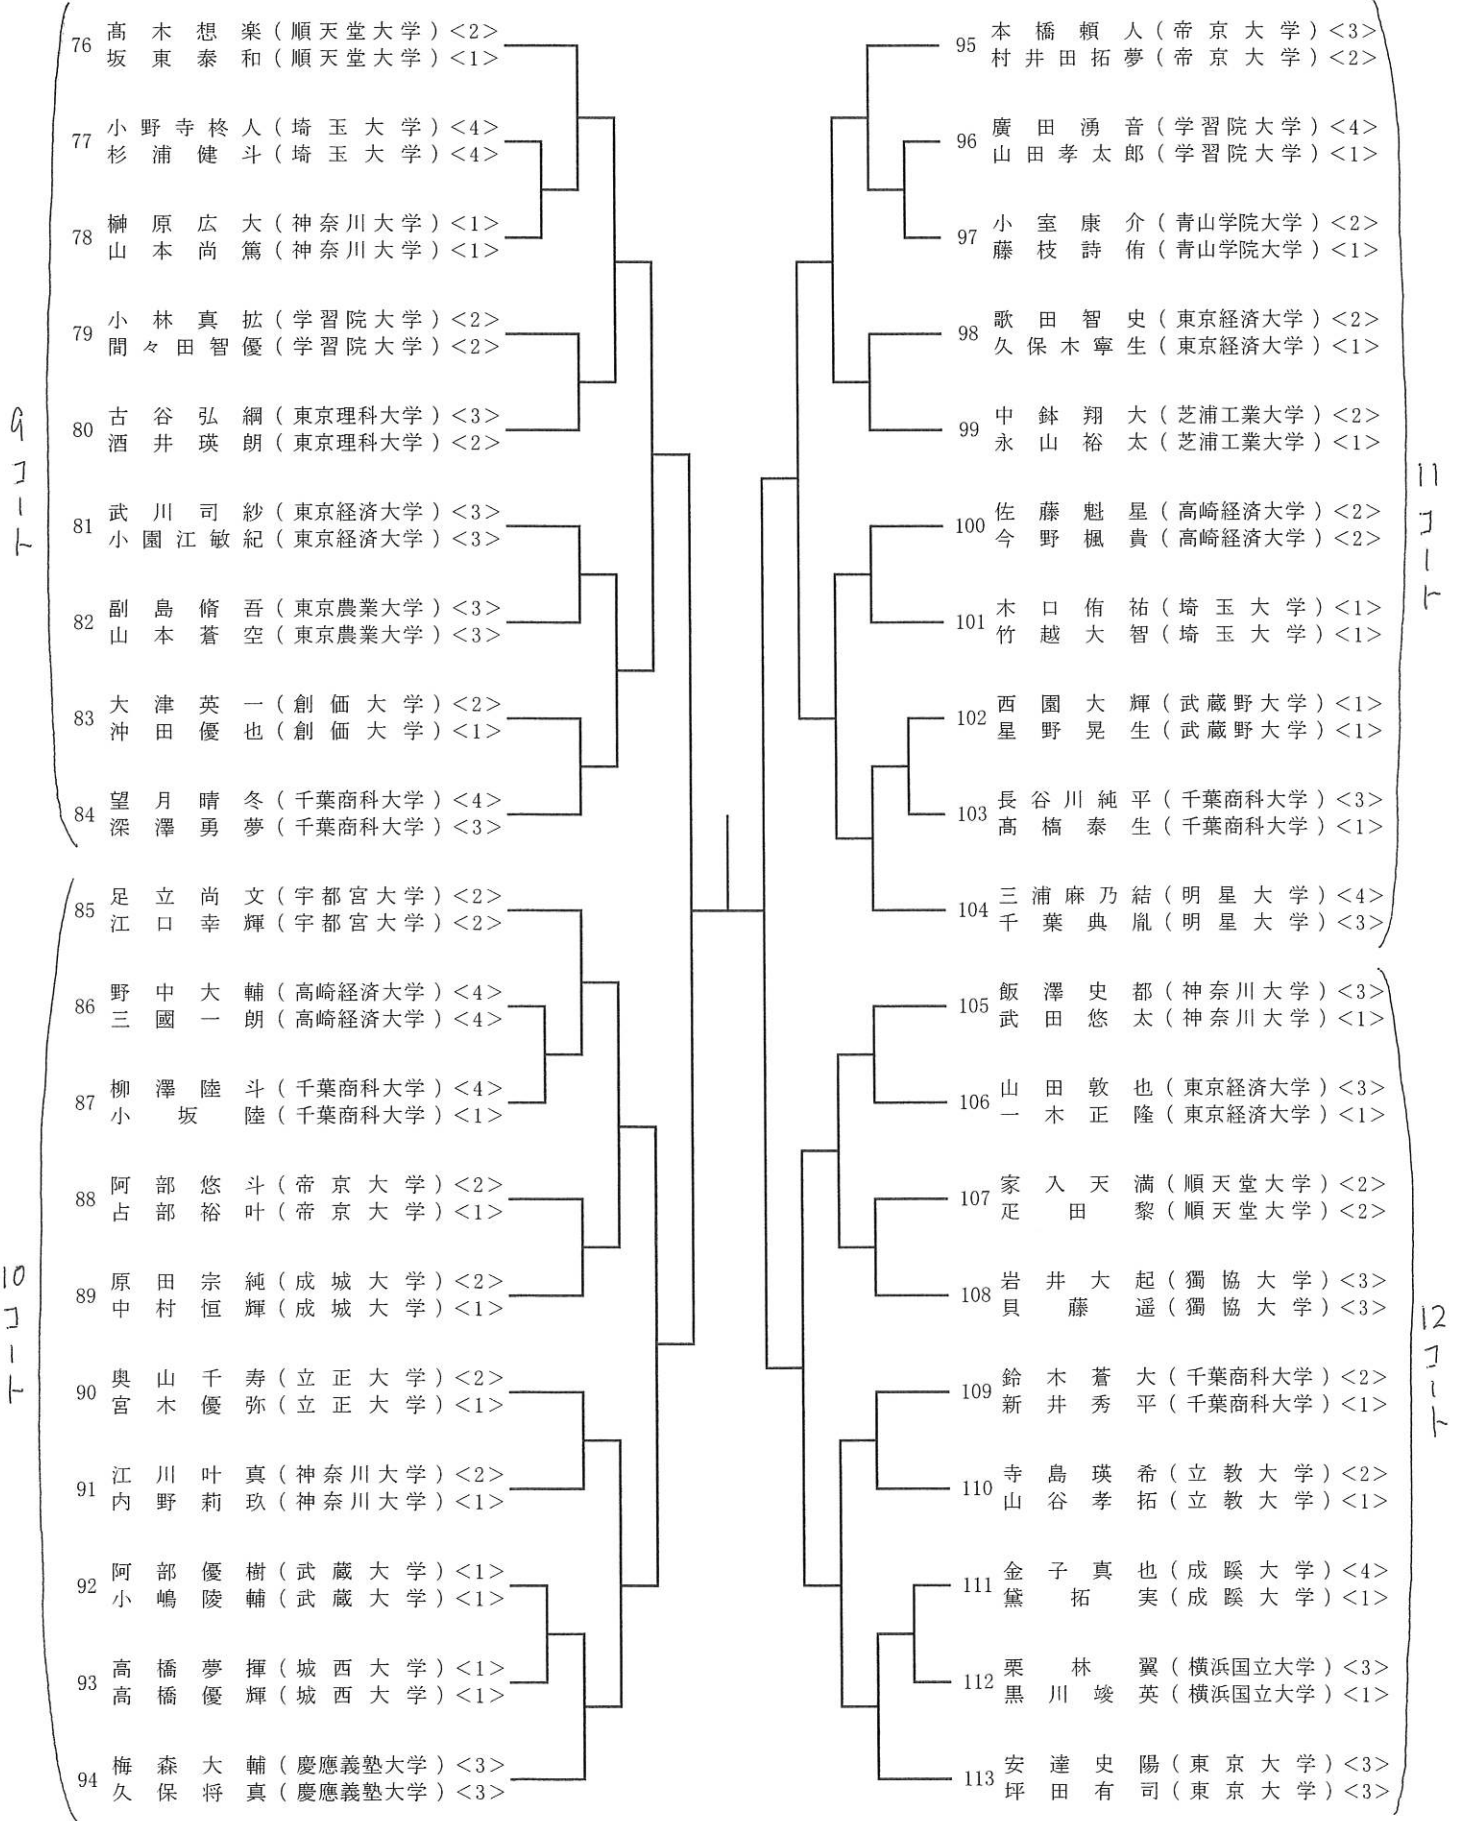 9コート
76 髙木想楽(順天堂大学)<2>
坂東泰和(順天堂大学)<1>
77 小野寺柊人(埼玉大学)<4>
杉浦健斗(埼玉大学)<4>
78 榊原広大(神奈川大学)<1>
山本尚篤(神奈川大学)<1>
79 小林真拡(学習院大学)<2>
間々田智優(学習院大学)<2>
80 古谷弘綱(東京理科大学)<3>
酒井瑛朗(東京理科大学)<2>
81 武川司紗(東京経済大学)<3>
小園江敏紀(東京経済大学)<3>
82 副島脩吾(東京農業大学)<3>
山本蒼空(東京農業大学)<3>
83 大津英一(創価大学)<2>
沖田優也(創価大学)<1>
84 望月晴冬(千葉商科大学)<4>
深澤勇夢(千葉商科大学)<3>
10コート
85 足立尚文(宇都宮大学)<2>
江口幸輝(宇都宮大学)<2>
86 野中大輔(高崎経済大学)<4>
三國一朗(高崎経済大学)<4>
87 柳澤陸斗(千葉商科大学)<4>
小坂陸(千葉商科大学)<1>
88 阿部悠斗(帝京大学)<2>
占部裕叶(帝京大学)<1>
89 原田宗純(成城大学)<2>
中村恒輝(成城大学)<1>
90 奥山千寿(立正大学)<2>
宮木優弥(立正大学)<1>
91 江川叶真(神奈川大学)<2>
内野莉玖(神奈川大学)<1>
92 阿部優樹(武蔵大学)<1>
小嶋陵輔(武蔵大学)<1>
93 高橋夢揮(城西大学)<1>
高橋優輝(城西大学)<1>
94 梅森大輔(慶應義塾大学)<3>
久保将真(慶應義塾大学)<3>
11コート
95 本橋頼人(帝京大学)<3>
村井田拓夢(帝京大学)<2>
96 廣田湧音(学習院大学)<4>
山田孝太郎(学習院大学)<1>
97 小室康介(青山学院大学)<2>
藤枝詩侑(青山学院大学)<1>
98 歌田智史(東京経済大学)<2>
久保木寧生(東京経済大学)<1>
99 中鉢翔大(芝浦工業大学)<2>
永山裕太(芝浦工業大学)<1>
100 佐藤魁星(高崎経済大学)<2>
今野楓貴(高崎経済大学)<2>
101 木口侑祐(埼玉大学)<1>
竹越大智(埼玉大学)<1>
102 西園大輝(武蔵野大学)<1>
星野晃生(武蔵野大学)<1>
103 長谷川純平(千葉商科大学)<3>
髙槗泰生(千葉商科大学)<1>
104 三浦麻乃結(明星大学)<4>
千葉典胤(明星大学)<3>
12コート
105 飯澤史都(神奈川大学)<3>
武田悠太(神奈川大学)<1>
106 山田敦也(東京経済大学)<3>
一木正隆(東京経済大学)<1>
107 家入天満(順天堂大学)<2>
疋田黎(順天堂大学)<2>
108 岩井大起(獨協大学)<3>
貝藤遥(獨協大学)<3>
109 鈴木蒼大(千葉商科大学)<2>
新井秀平(千葉商科大学)<1>
110 寺島瑛希(立教大学)<2>
山谷孝拓(立教大学)<1>
111 金子真也(成蹊大学)<4>
黛拓実(成蹊大学)<1>
112 栗林翼(横浜国立大学)<3>
黒川竣英(横浜国立大学)<1>
113 安達史陽(東京大学)<3>
坪田有司(東京大学)<3>